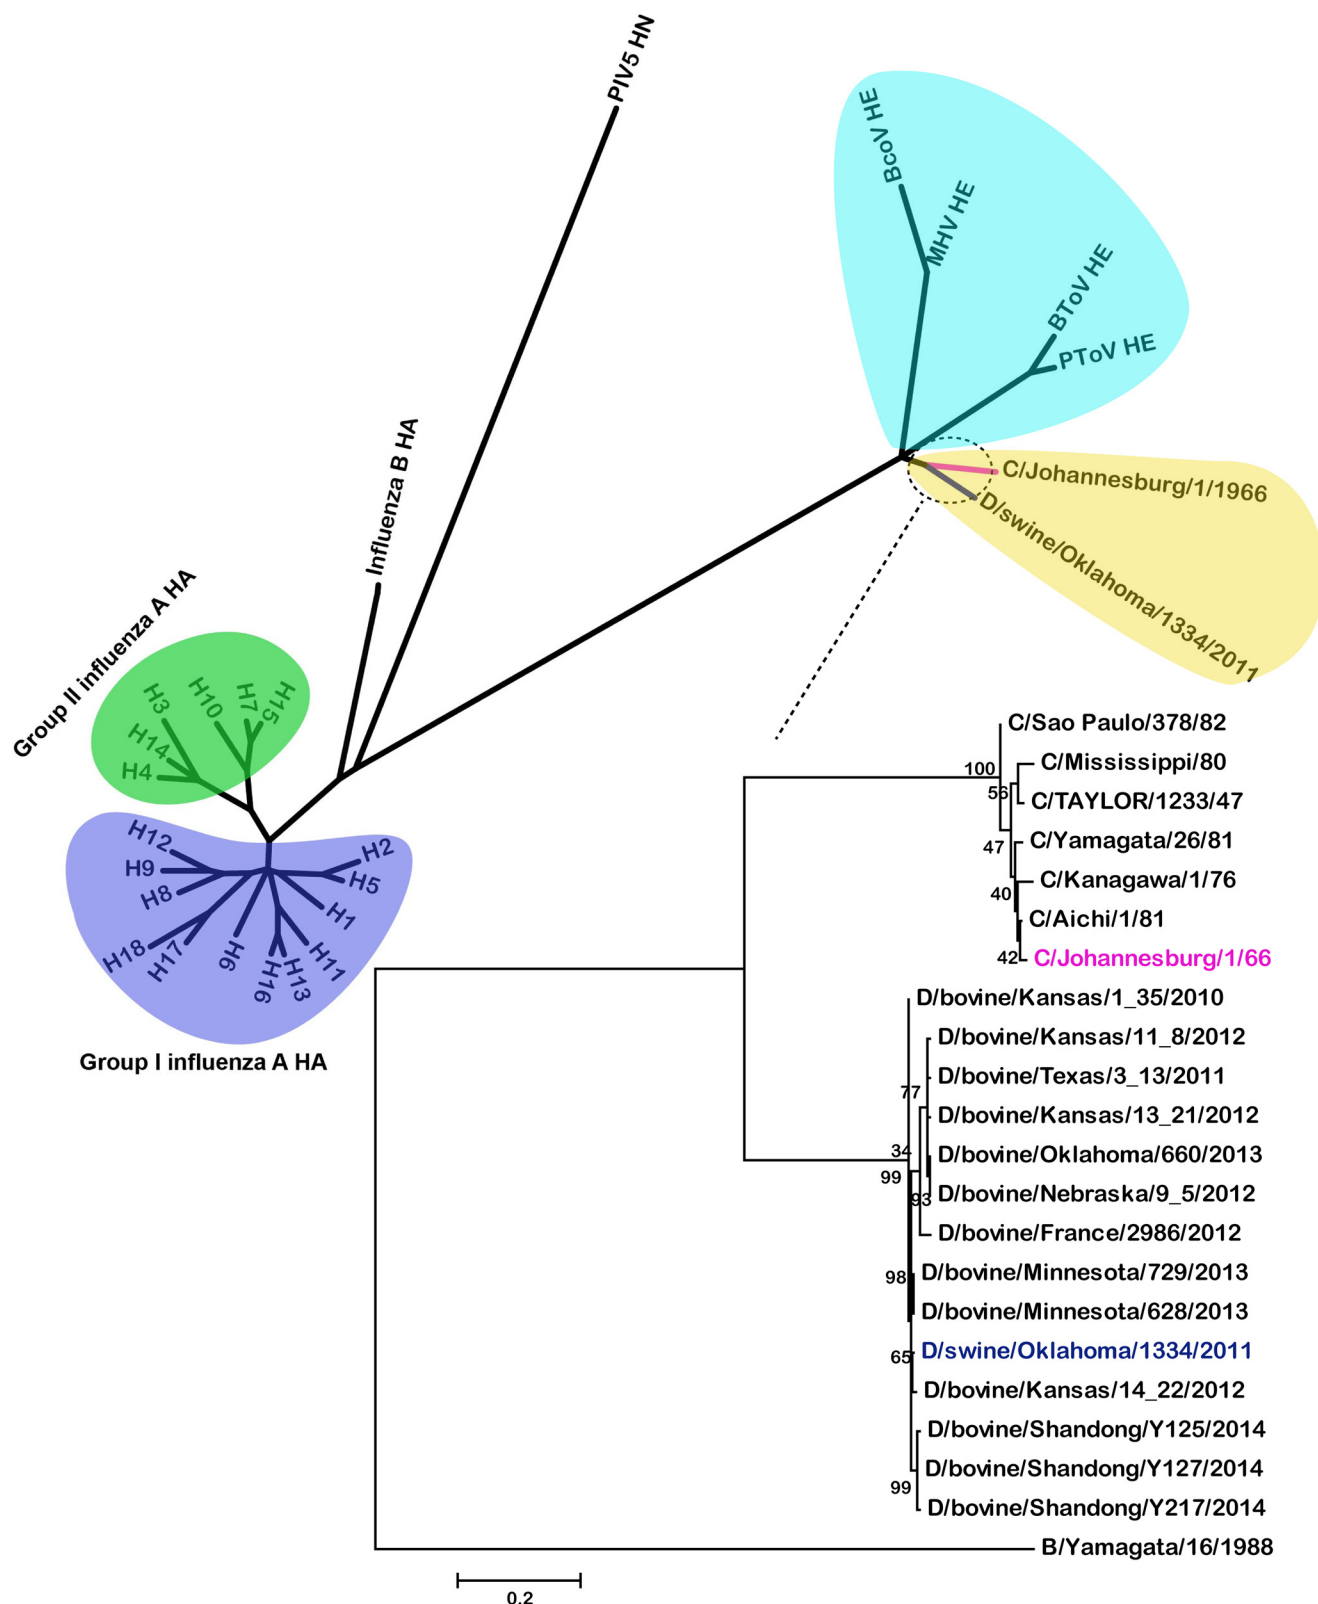 PIV5 HN
BcoV HE
MHV HE
BToV HE
PToV HE
Influenza B HA
C/Johannesburg/1/1966
D/swine/Oklahoma/1334/2011
Group II influenza A HA
H3
H10
H7
H15
H14
H4
H12
H9
H8
H18
H17
H6
H16
H13
H11
H1
H5
H2
Group I influenza A HA
C/Sao Paulo/378/82
100
C/Mississippi/80
56
C/TAYLOR/1233/47
C/Yamagata/26/81
47
C/Kanagawa/1/76
40
C/Aichi/1/81
42
C/Johannesburg/1/66
D/bovine/Kansas/1_35/2010
D/bovine/Kansas/11_8/2012
D/bovine/Texas/3_13/2011
77
D/bovine/Kansas/13_21/2012
34
D/bovine/Oklahoma/660/2013
99
93
D/bovine/Nebraska/9_5/2012
D/bovine/France/2986/2012
98
D/bovine/Minnesota/729/2013
D/bovine/Minnesota/628/2013
65
D/swine/Oklahoma/1334/2011
D/bovine/Kansas/14_22/2012
D/bovine/Shandong/Y125/2014
D/bovine/Shandong/Y127/2014
99
D/bovine/Shandong/Y217/2014
B/Yamagata/16/1988
0.2